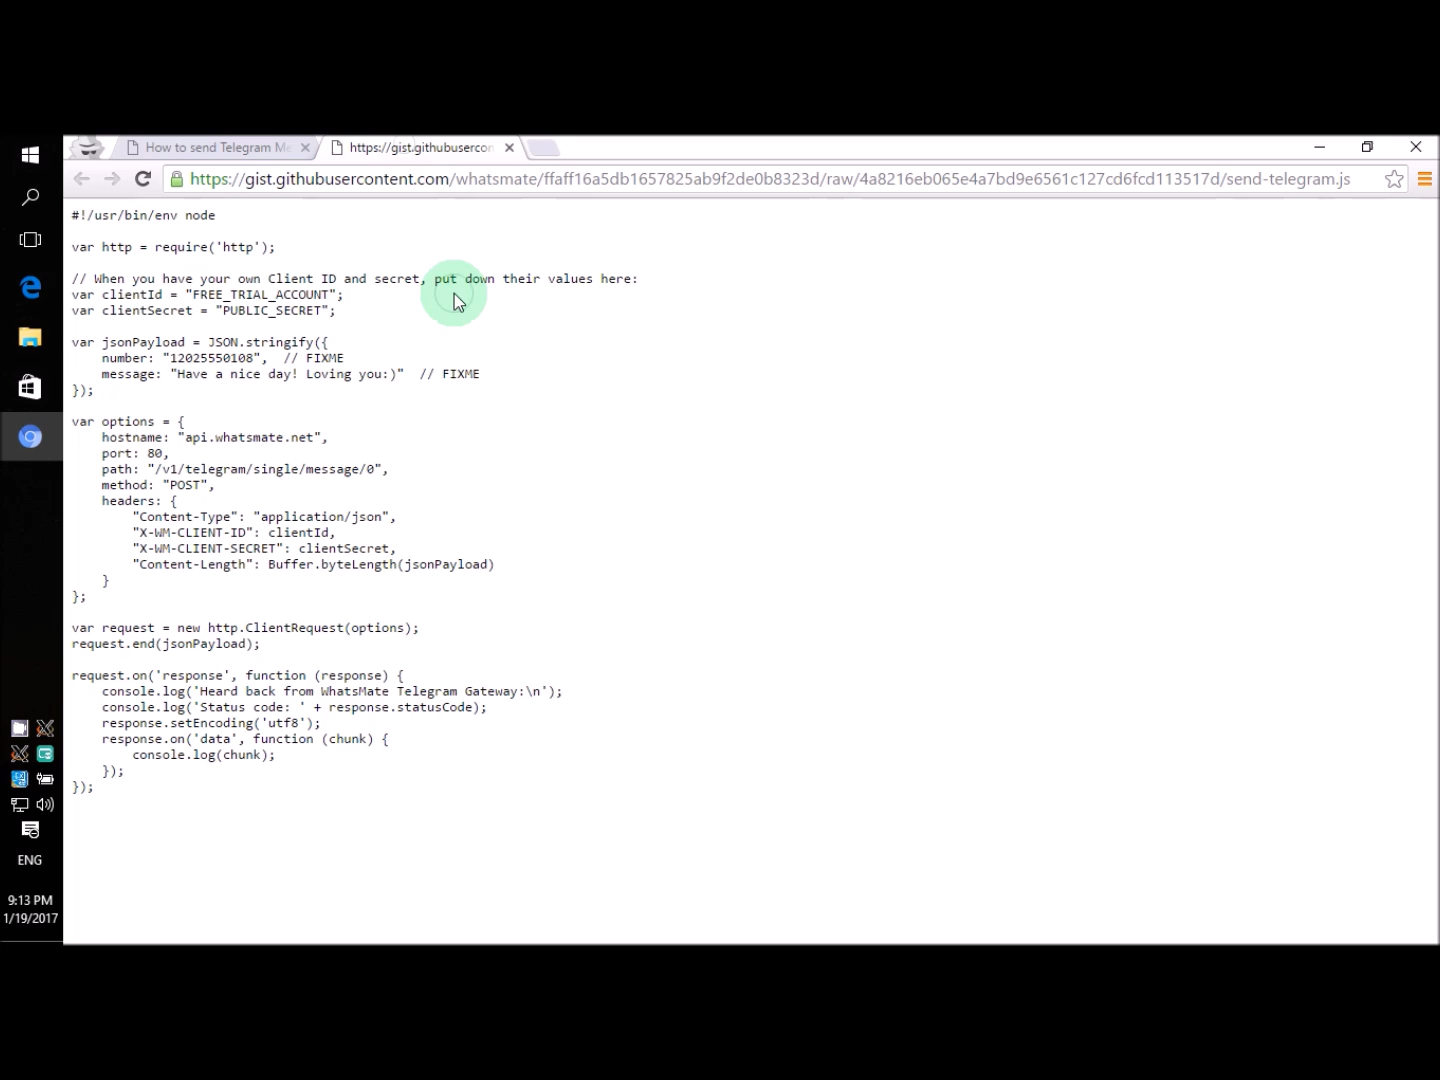 How to send Telegram Me
https://gist.githubusercon
https://gist.githubusercontent.com/whatsmate/ffaff16a5db1657825ab9f2de0b8323d/raw/4a8216eb065e4a7bd9e6561c127cd6fcd113517d/send-telegram.js
#!/usr/bin/env node
var http = require('http');
// When you have your own Client ID and secret, put down their values here:
var clientId = "FREE_TRIAL_ACCOUNT";
var clientSecret = "PUBLIC_SECRET";
var jsonPayload = JSON.stringify({
    number: "12025550108",  // FIXME
    message: "Have a nice day! Loving you:)"  // FIXME
});
var options = {
    hostname: "api.whatsmate.net",
    port: 80,
    path: "/v1/telegram/single/message/0",
    method: "POST",
    headers: {
        "Content-Type": "application/json",
        "X-WM-CLIENT-ID": clientId,
        "X-WM-CLIENT-SECRET": clientSecret,
        "Content-Length": Buffer.byteLength(jsonPayload)
    }
};
var request = new http.ClientRequest(options);
request.end(jsonPayload);
request.on('response', function (response) {
    console.log('Heard back from WhatsMate Telegram Gateway:\n');
    console.log('Status code: ' + response.statusCode);
    response.setEncoding('utf8');
    response.on('data', function (chunk) {
        console.log(chunk);
    });
});
ENG
9:13 PM
1/19/2017